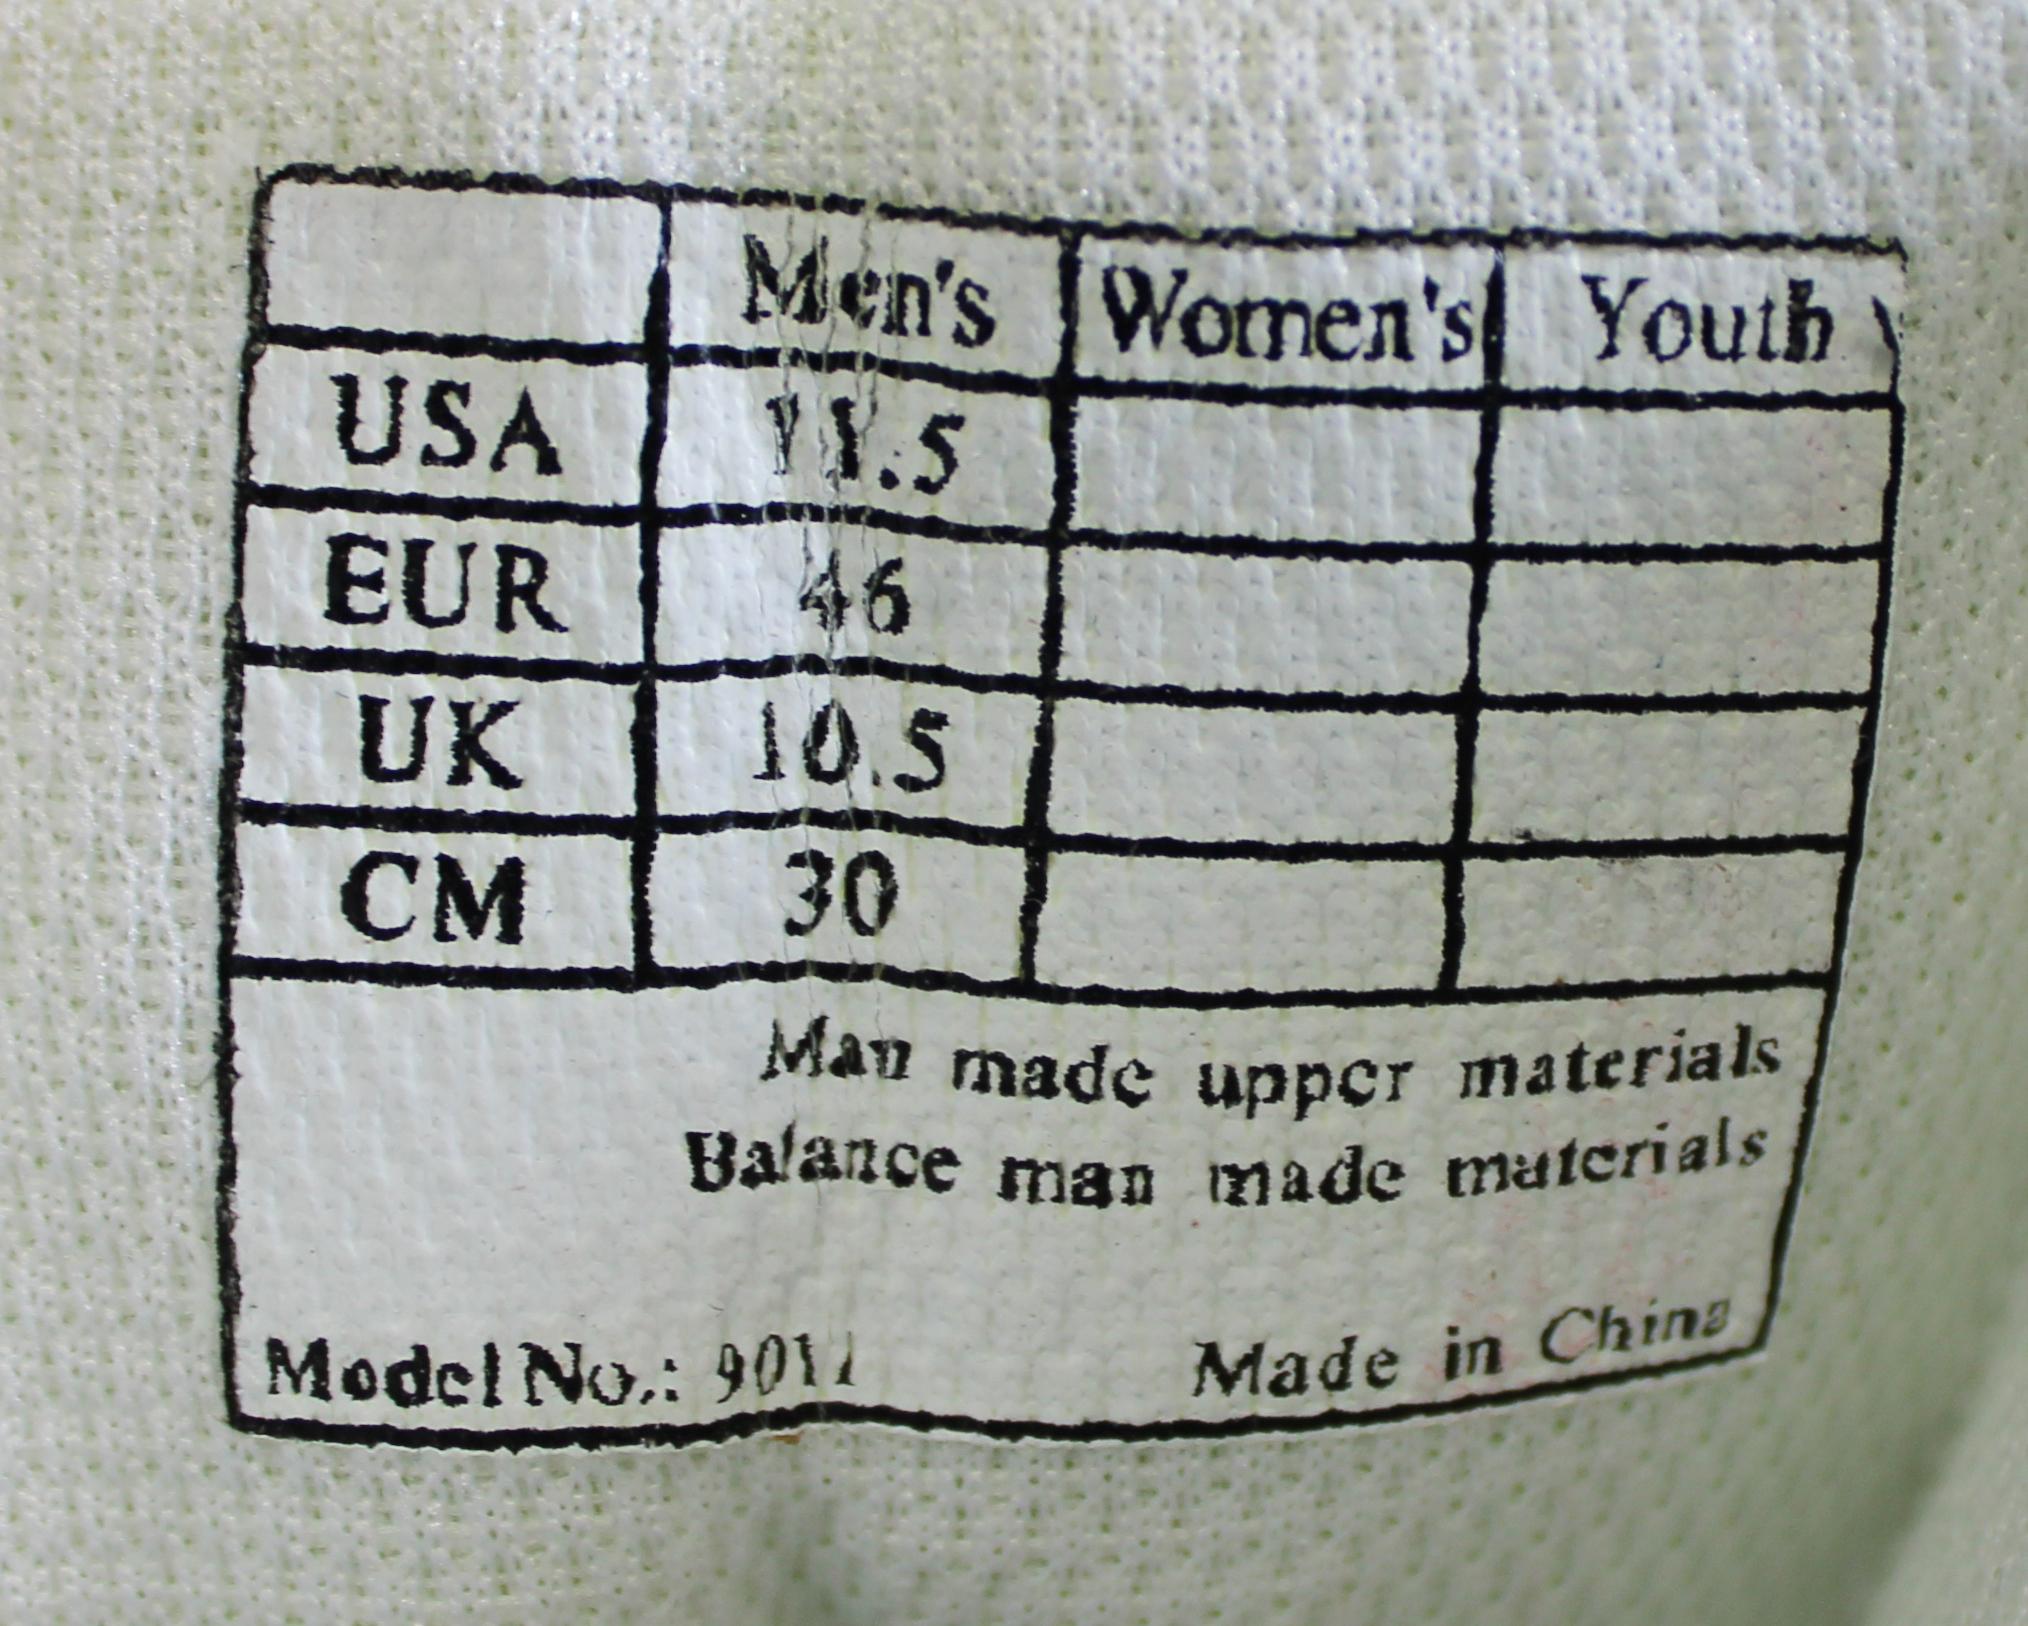 Men's Women's Youth
USA 11.5
EUR 46
UK 10.5
CM 30
Man made upper materials
Balance man made materials
Model No.: 9011 Made in China